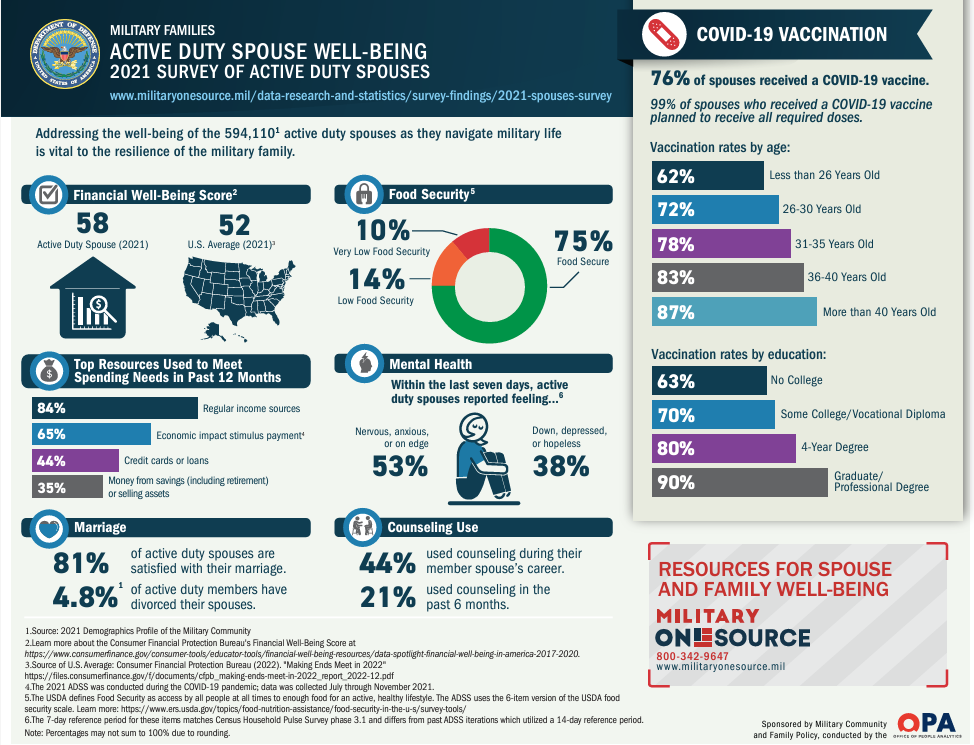 MILITARY FAMILIES
ACTIVE DUTY SPOUSE WELL-BEING
2021 SURVEY OF ACTIVE DUTY SPOUSES
www.militaryonesource.mil/data-research-and-statistics/survey-findings/2021-spouses-survey
DEPARTMENT OF DEFENSE
UNITED STATES OF AMERICA
Addressing the well-being of the 594,110¹ active duty spouses as they navigate military life
is vital to the resilience of the military family.
Financial Well-Being Score²
58
Active Duty Spouse (2021)
52
U.S. Average (2021)³
Food Security⁵
10%
Very Low Food Security
14%
Low Food Security
75%
Food Secure
Top Resources Used to Meet
Spending Needs in Past 12 Months
84% Regular income sources
65% Economic impact stimulus payment⁴
44% Credit cards or loans
35% Money from savings (including retirement)
or selling assets
Mental Health
Within the last seven days, active
duty spouses reported feeling...⁶
Nervous, anxious,
or on edge
53%
Down, depressed,
or hopeless
38%
Marriage
81% of active duty spouses are
satisfied with their marriage.
4.8%¹ of active duty members have
divorced their spouses.
Counseling Use
44% used counseling during their
member spouse's career.
21% used counseling in the
past 6 months.
1.Source: 2021 Demographics Profile of the Military Community
2.Learn more about the Consumer Financial Protection Bureau's Financial Well-Being Score at
https://www.consumerfinance.gov/consumer-tools/educator-tools/financial-well-being-resources/data-spotlight-financial-well-being-in-america-2017-2020.
3.Source of U.S. Average: Consumer Financial Protection Bureau (2022). "Making Ends Meet in 2022"
https://files.consumerfinance.gov/f/documents/cfpb_making-ends-meet-in-2022_report_2022-12.pdf
4.The 2021 ADSS was conducted during the COVID-19 pandemic; data was collected July through November 2021.
5.The USDA defines Food Security as access by all people at all times to enough food for an active, healthy lifestyle. The ADSS uses the 6-item version of the USDA food
security scale. Learn more: https://www.ers.usda.gov/topics/food-nutrition-assistance/food-security-in-the-u-s/survey-tools/
6.The 7-day reference period for these items matches Census Household Pulse Survey phase 3.1 and differs from past ADSS iterations which utilized a 14-day reference period.
Note: Percentages may not sum to 100% due to rounding.
COVID-19 VACCINATION
76% of spouses received a COVID-19 vaccine.
99% of spouses who received a COVID-19 vaccine
planned to receive all required doses.
Vaccination rates by age:
62% Less than 26 Years Old
72% 26-30 Years Old
78% 31-35 Years Old
83% 36-40 Years Old
87% More than 40 Years Old
Vaccination rates by education:
63% No College
70% Some College/Vocational Diploma
80% 4-Year Degree
90% Graduate/
Professional Degree
RESOURCES FOR SPOUSE
AND FAMILY WELL-BEING
MILITARY
ONESOURCE
800-342-9647
www.militaryonesource.mil
Sponsored by Military Community
and Family Policy, conducted by the
OPA
OFFICE OF PEOPLE ANALYTICS